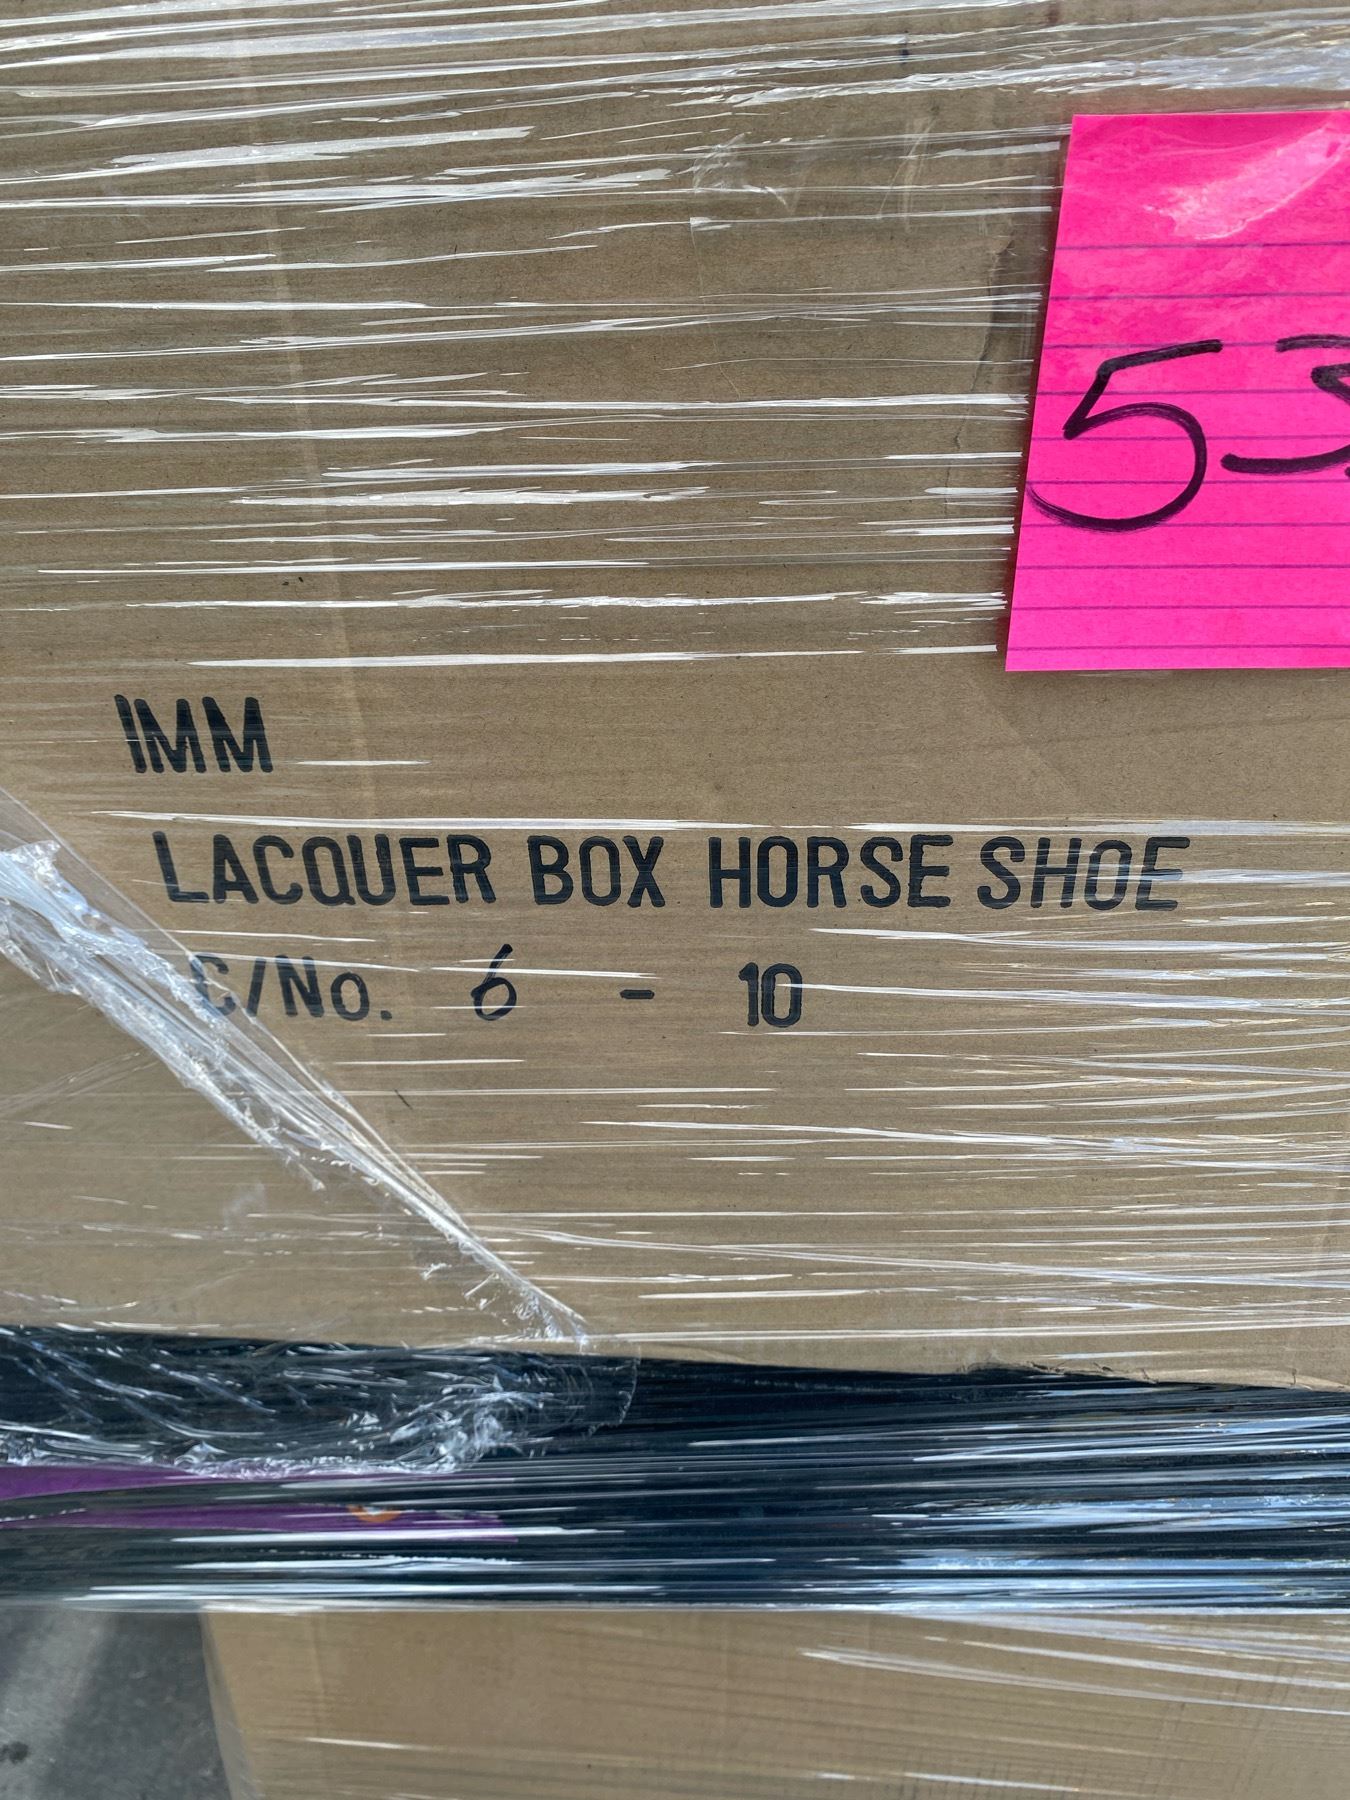 53
IMM
LACQUER BOX HORSE SHOE
C/No. 6 - 10